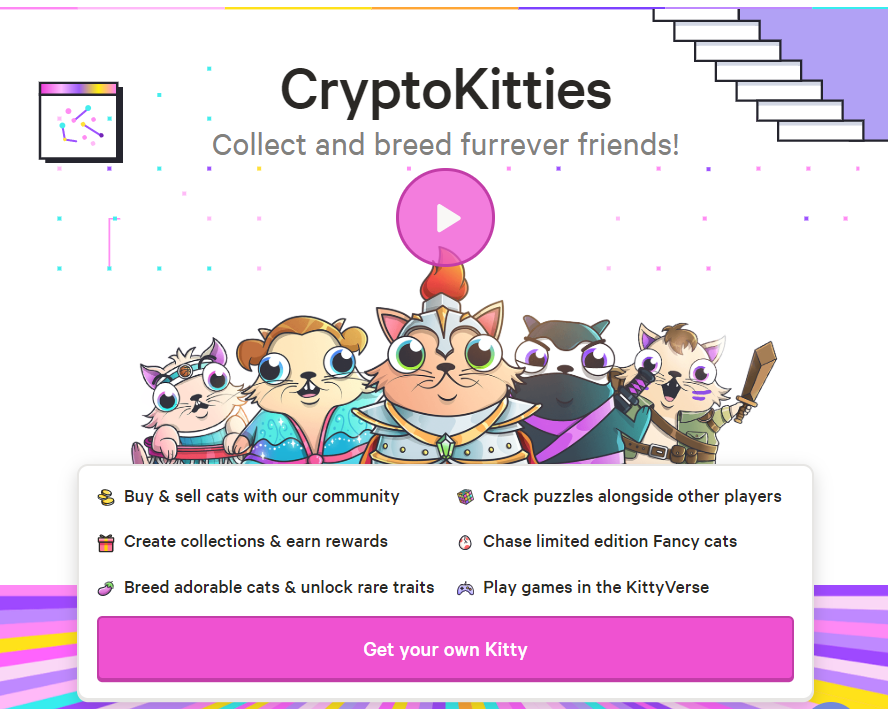 CryptoKitties
Collect and breed furrever friends!
Buy & sell cats with our community
Crack puzzles alongside other players
Create collections & earn rewards
Chase limited edition Fancy cats
Breed adorable cats & unlock rare traits
Play games in the KittyVerse
Get your own Kitty